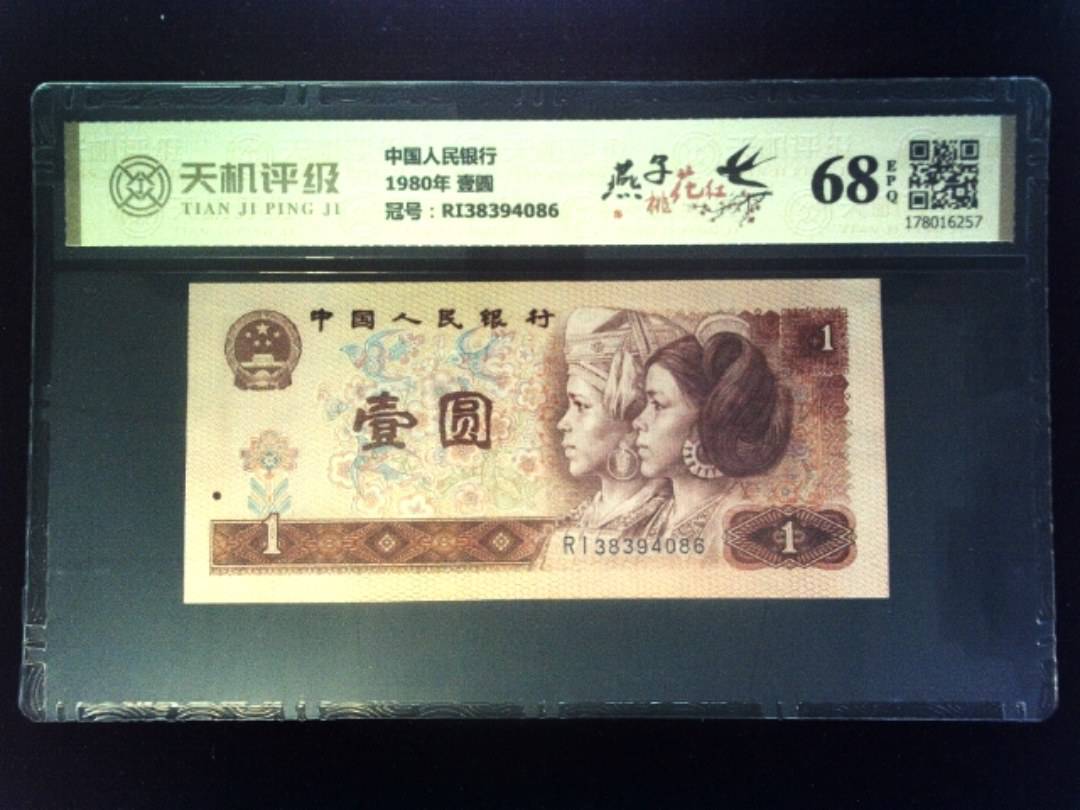 天机评级
TIAN JI PING JI
中国人民银行
1980年 壹圆
冠号：RI38394086
燕子
桃花红
68
EPQ
178016257
中国人民银行
壹圆
1
1
RI38394086
1